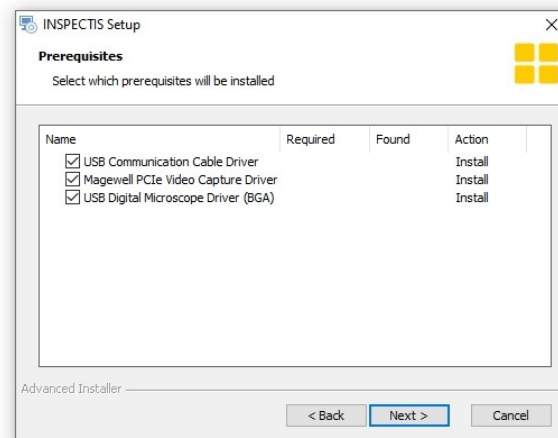 INSPECTIS Setup
Prerequisites
Select which prerequisites will be installed
Name Required Found Action
USB Communication Cable Driver Install
Magewell PCIe Video Capture Driver Install
USB Digital Microscope Driver (BGA) Install
Advanced Installer
< Back Next > Cancel